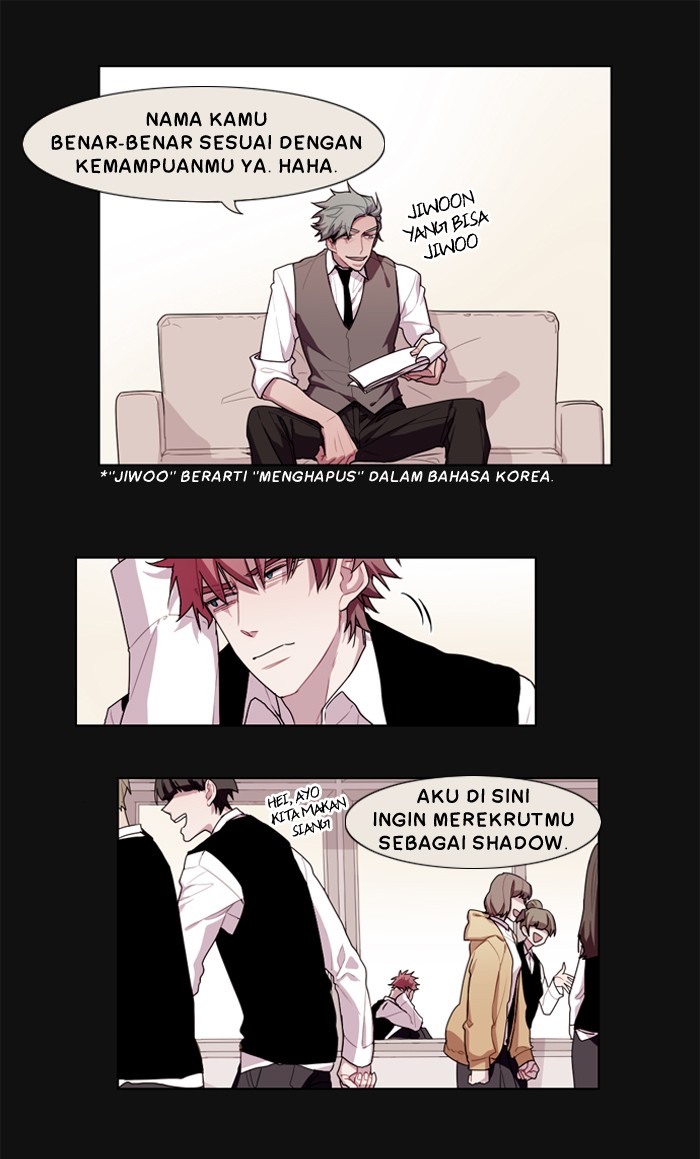 NAMA KAMU
BENAR-BENAR SESUAI DENGAN
KEMAMPUANMU YA. HAHA.
JIWOON
YANG BISA
JIWOO
*"JIWOO" BERARTI "MENGHAPUS" DALAM BAHASA KOREA.
HEI, AYO
KITA MAKAN
SIANG
AKU DI SINI
INGIN MEREKRUTMU
SEBAGAI SHADOW.